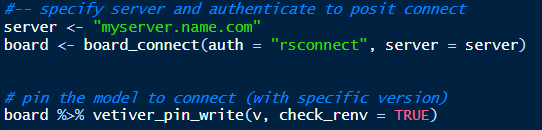 #-- specify server and authenticate to posit connect
server <- "myserver.name.com"
board <- board_connect(auth = "rsconnect", server = server)
# pin the model to connect (with specific version)
board %>% vetiver_pin_write(v, check_renv = TRUE)